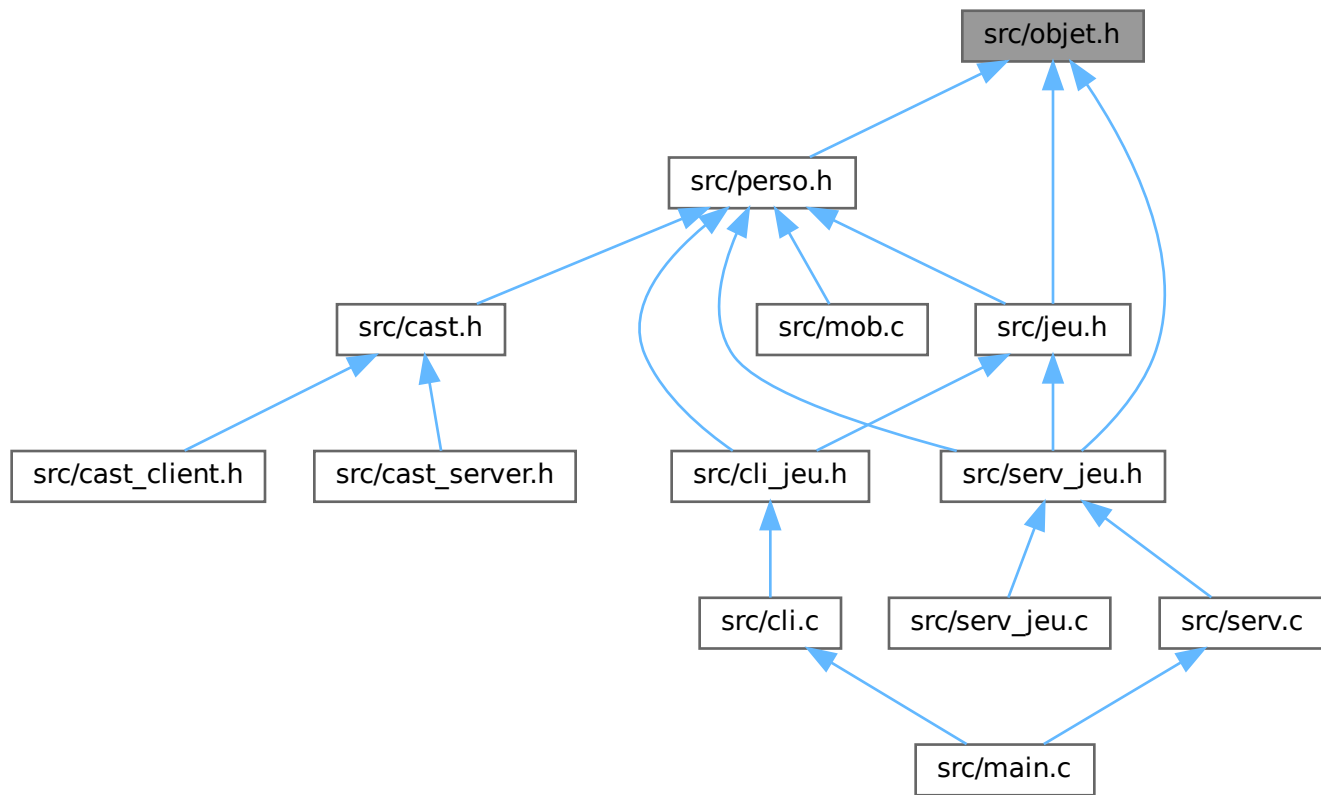 src/objet.h
src/perso.h
src/cast.h
src/mob.c
src/jeu.h
src/cast_client.h
src/cast_server.h
src/cli_jeu.h
src/serv_jeu.h
src/cli.c
src/serv_jeu.c
src/serv.c
src/main.c